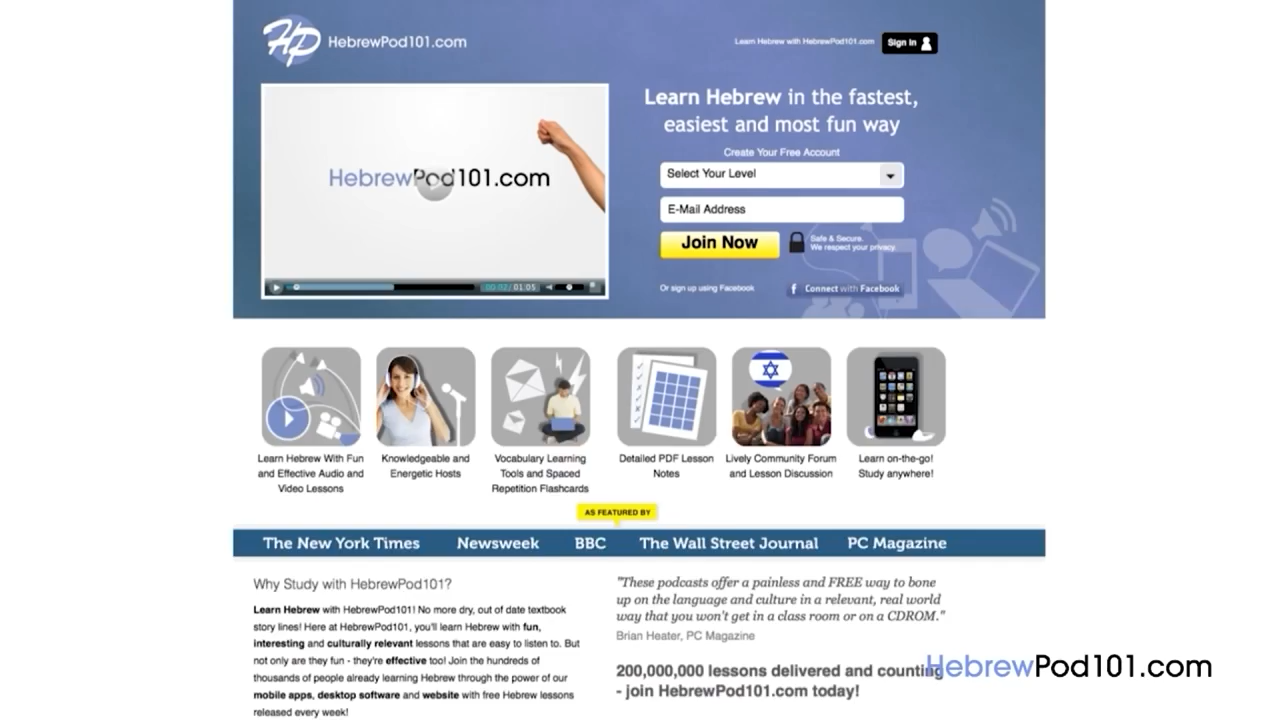 HP HebrewPod101.com
Learn Hebrew with HebrewPod101.com Sign In
HebrewPod101.com
00:02/01:05
Learn Hebrew in the fastest,
easiest and most fun way
Create Your Free Account
Select Your Level
E-Mail Address
Join Now
Safe & Secure.
We respect your privacy.
Or sign up using Facebook
f Connect with Facebook
Learn Hebrew With Fun
and Effective Audio and
Video Lessons
Knowledgeable and
Energetic Hosts
Vocabulary Learning
Tools and Spaced
Repetition Flashcards
Detailed PDF Lesson
Notes
Lively Community Forum
and Lesson Discussion
Learn on-the-go!
Study anywhere!
AS FEATURED BY
The New York Times Newsweek BBC The Wall Street Journal PC Magazine
Why Study with HebrewPod101?
Learn Hebrew with HebrewPod101! No more dry, out of date textbook
story lines! Here at HebrewPod101, you'll learn Hebrew with fun,
interesting and culturally relevant lessons that are easy to listen to. But
not only are they fun - they're effective too! Join the hundreds of
thousands of people already learning Hebrew through the power of our
mobile apps, desktop software and website with free Hebrew lessons
released every week!
"These podcasts offer a painless and FREE way to bone
up on the language and culture in a relevant, real world
way that you won't get in a class room or on a CDROM."
Brian Heater, PC Magazine
200,000,000 lessons delivered and counting
- join HebrewPod101.com today!
HebrewPod101.com